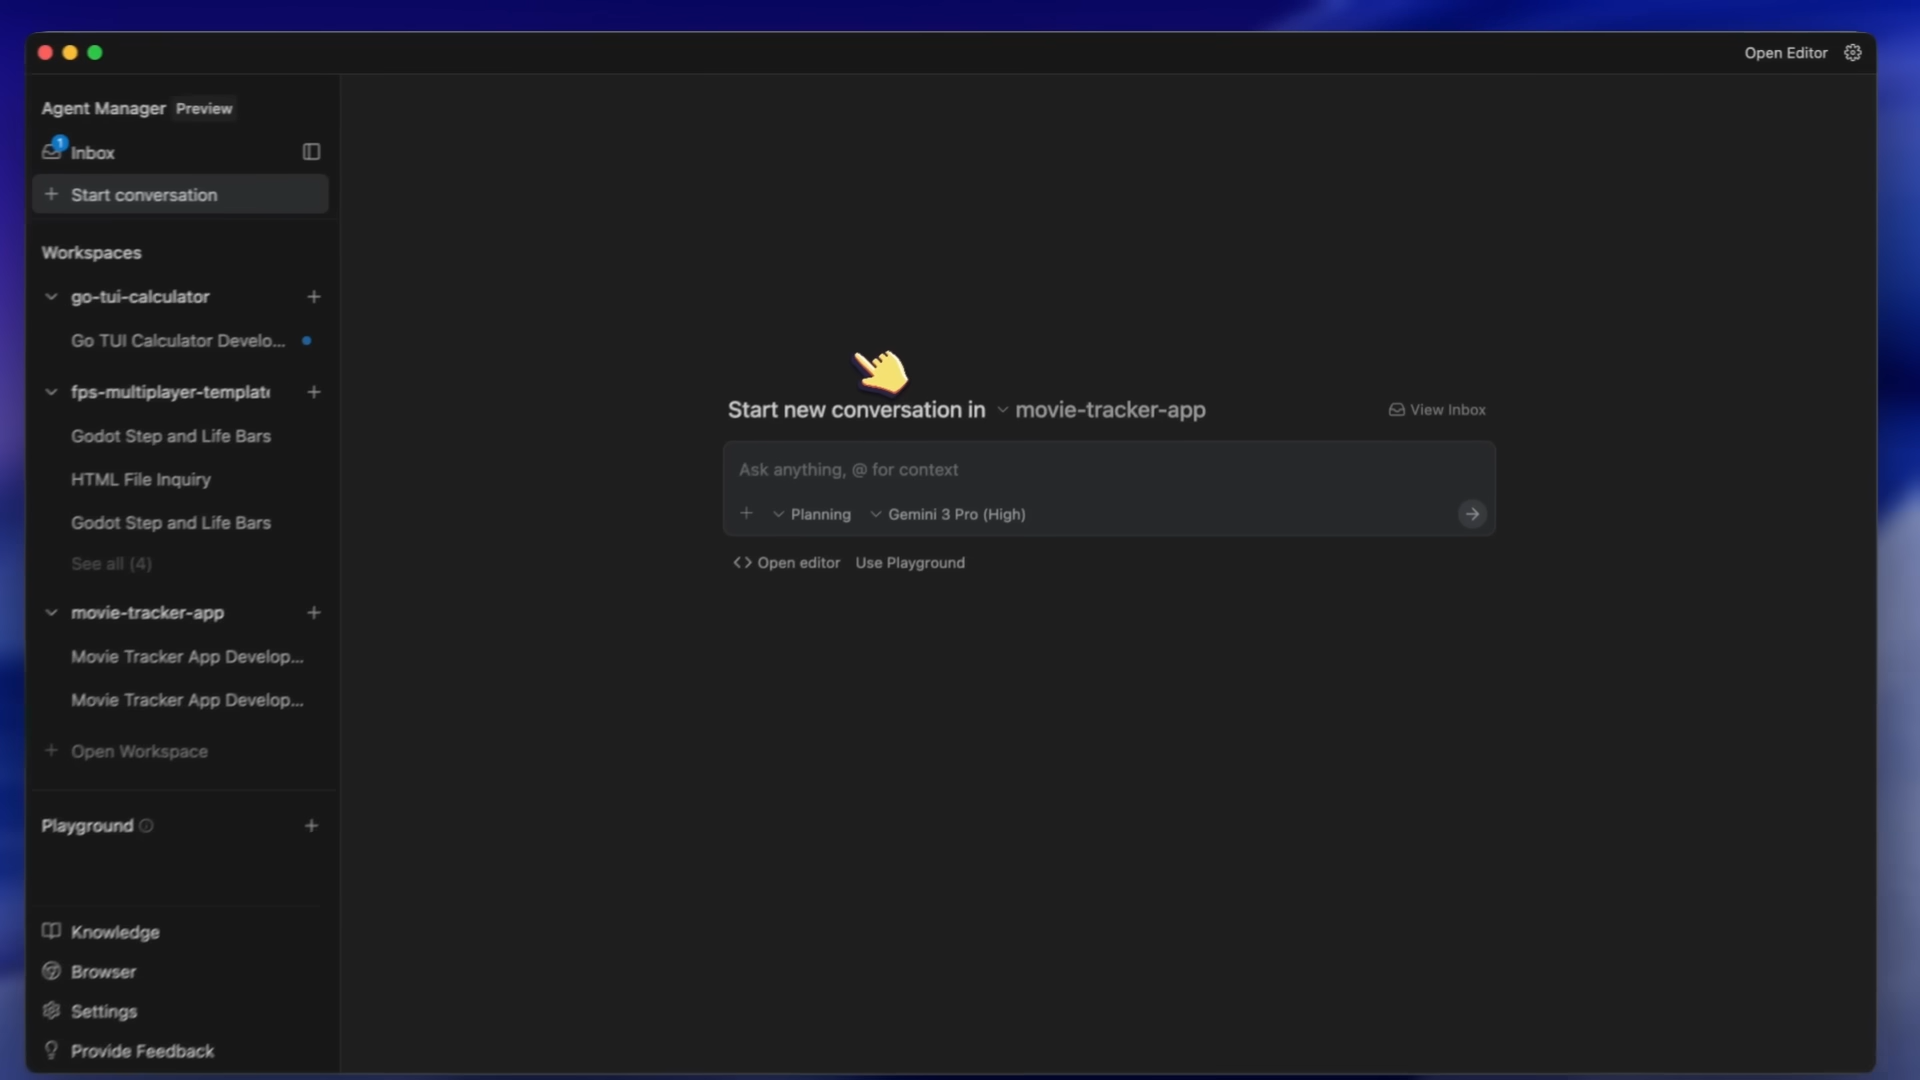 Open Editor
Agent Manager Preview
1
Inbox
Start conversation
Workspaces
go-tui-calculator
Go TUI Calculator Develo...
fps-multiplayer-template
Godot Step and Life Bars
HTML File Inquiry
Godot Step and Life Bars
See all (4)
movie-tracker-app
Movie Tracker App Develop...
Movie Tracker App Develop...
Open Workspace
Playground
Knowledge
Browser
Settings
Provide Feedback
Start new conversation in movie-tracker-app
View Inbox
Ask anything, @ for context
Planning Gemini 3 Pro (High)
Open editor Use Playground